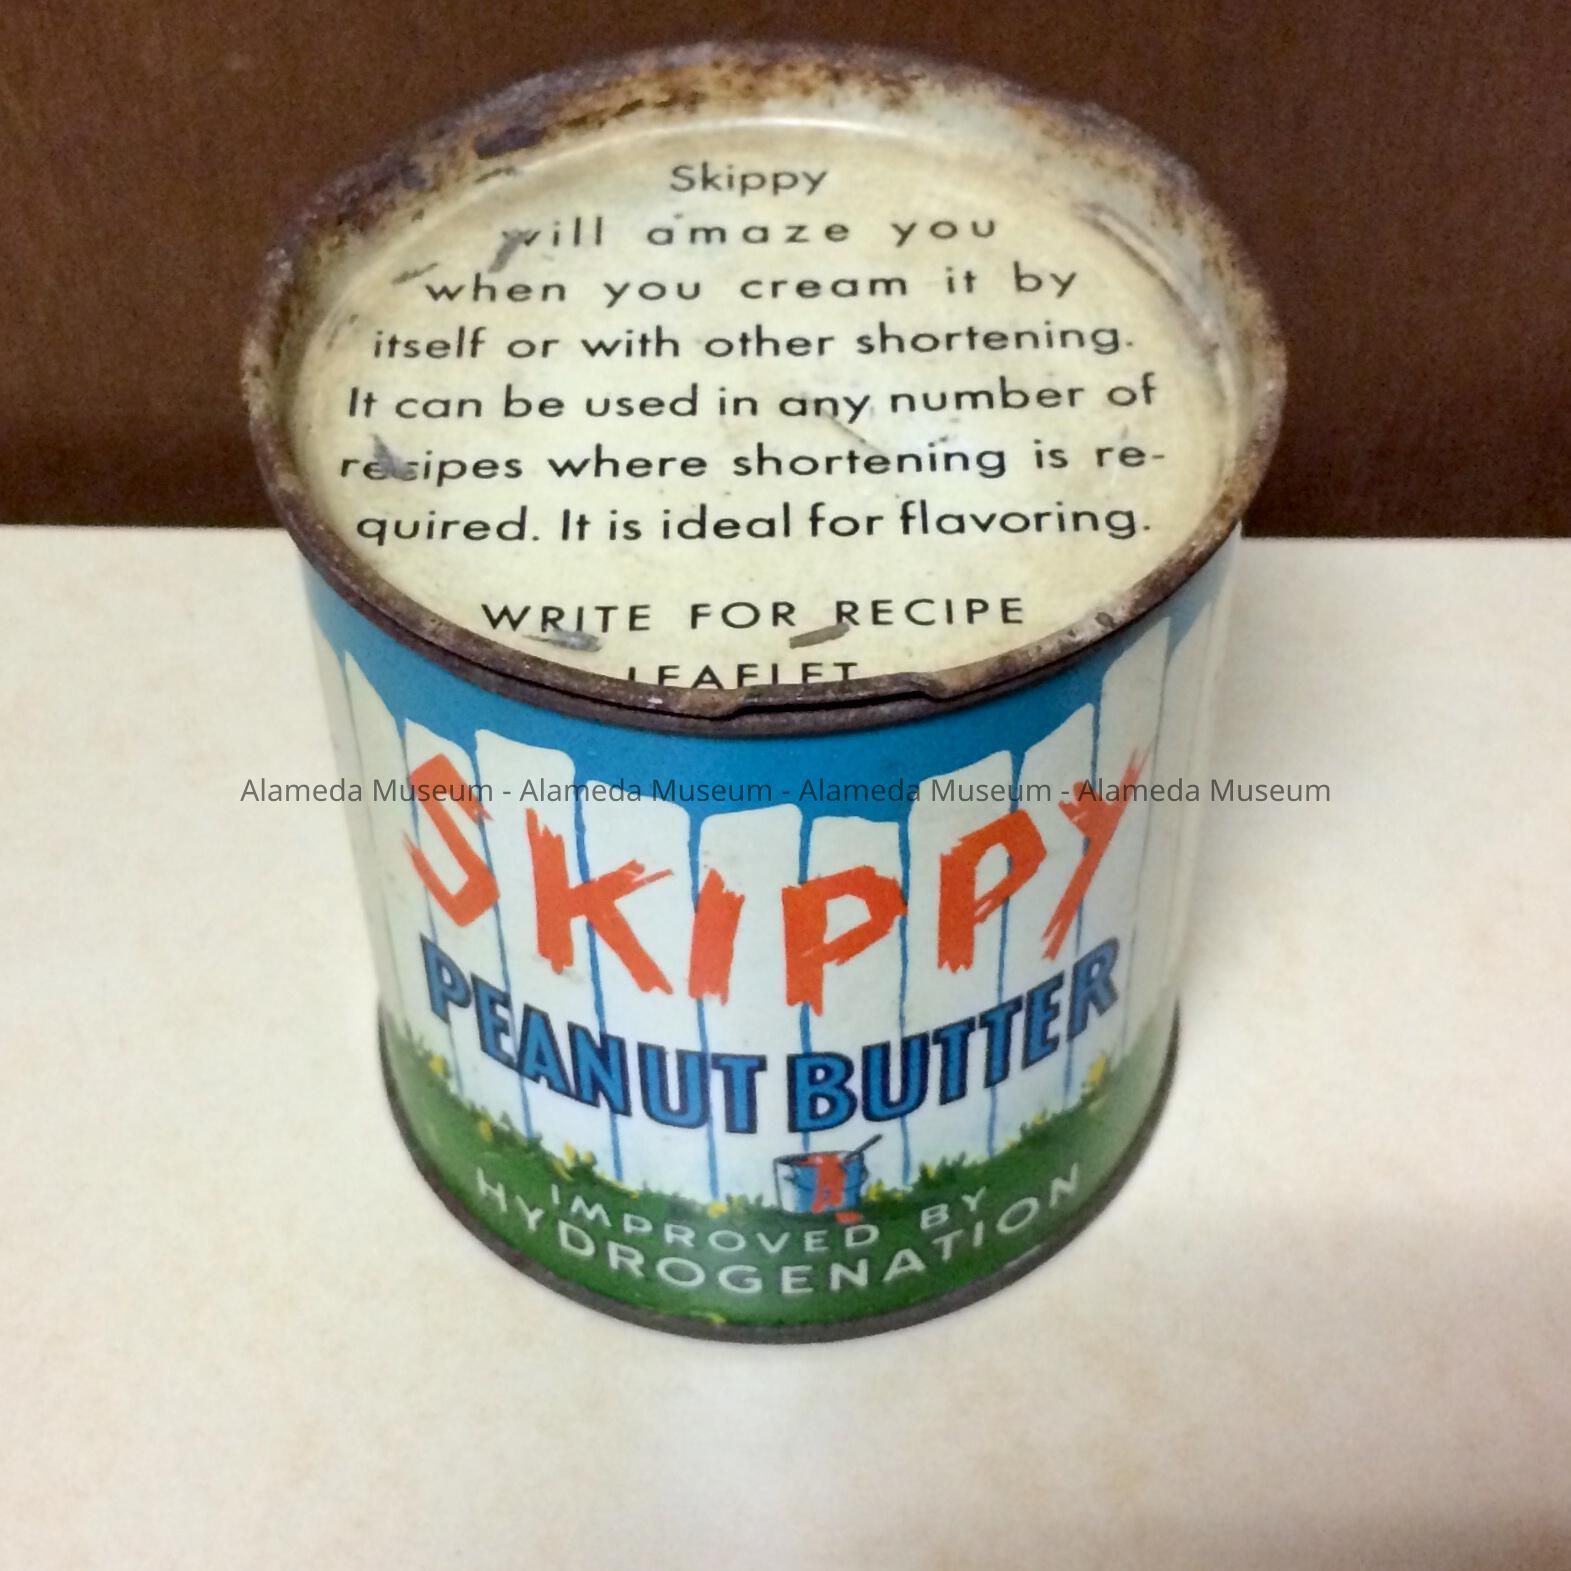 Skippy
will amaze you
when you cream it by
itself or with other shortening.
It can be used in any number of
recipes where shortening is re-
quired. It is ideal for flavoring.
WRITE FOR RECIPE
LEAFLET
Alameda Museum - Alameda Museum - Alameda Museum - Alameda Museum
SKIPPY
PEANUT BUTTER
IMPROVED BY
HYDROGENATION